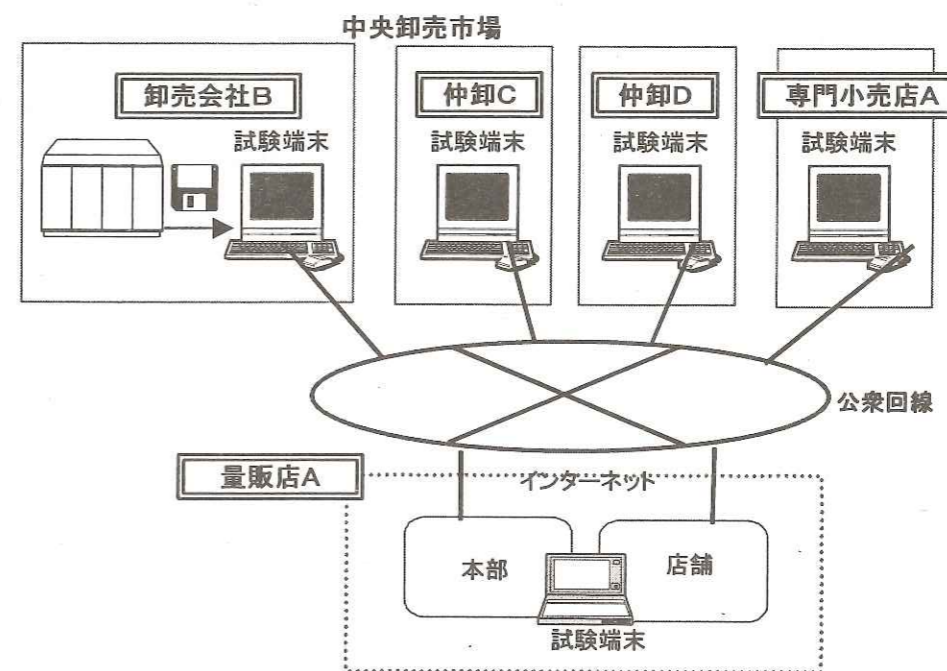 中央卸売市場
卸売会社B
仲卸C
仲卸D
専門小売店A
試験端末
試験端末
試験端末
試験端末
公衆回線
量販店A
インターネット
本部
店舗
試験端末